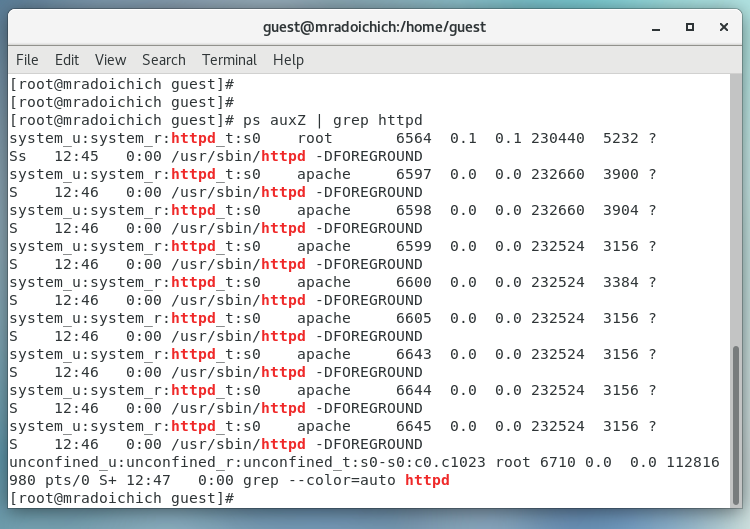 guest@mradoichich:/home/guest
File Edit View Search Terminal Help
[root@mradoichich guest]#
[root@mradoichich guest]#
[root@mradoichich guest]# ps auxZ | grep httpd
system_u:system_r:httpd_t:s0    root       6564  0.1  0.1 230440  5232 ?
Ss   12:45   0:00 /usr/sbin/httpd -DFOREGROUND
system_u:system_r:httpd_t:s0    apache     6597  0.0  0.0 232660  3900 ?
S    12:46   0:00 /usr/sbin/httpd -DFOREGROUND
system_u:system_r:httpd_t:s0    apache     6598  0.0  0.0 232660  3904 ?
S    12:46   0:00 /usr/sbin/httpd -DFOREGROUND
system_u:system_r:httpd_t:s0    apache     6599  0.0  0.0 232524  3156 ?
S    12:46   0:00 /usr/sbin/httpd -DFOREGROUND
system_u:system_r:httpd_t:s0    apache     6600  0.0  0.0 232524  3384 ?
S    12:46   0:00 /usr/sbin/httpd -DFOREGROUND
system_u:system_r:httpd_t:s0    apache     6605  0.0  0.0 232524  3156 ?
S    12:46   0:00 /usr/sbin/httpd -DFOREGROUND
system_u:system_r:httpd_t:s0    apache     6643  0.0  0.0 232524  3156 ?
S    12:46   0:00 /usr/sbin/httpd -DFOREGROUND
system_u:system_r:httpd_t:s0    apache     6644  0.0  0.0 232524  3156 ?
S    12:46   0:00 /usr/sbin/httpd -DFOREGROUND
system_u:system_r:httpd_t:s0    apache     6645  0.0  0.0 232524  3156 ?
S    12:46   0:00 /usr/sbin/httpd -DFOREGROUND
unconfined_u:unconfined_r:unconfined_t:s0-s0:c0.c1023 root 6710 0.0  0.0 112816
980 pts/0 S+ 12:47   0:00 grep --color=auto httpd
[root@mradoichich guest]#